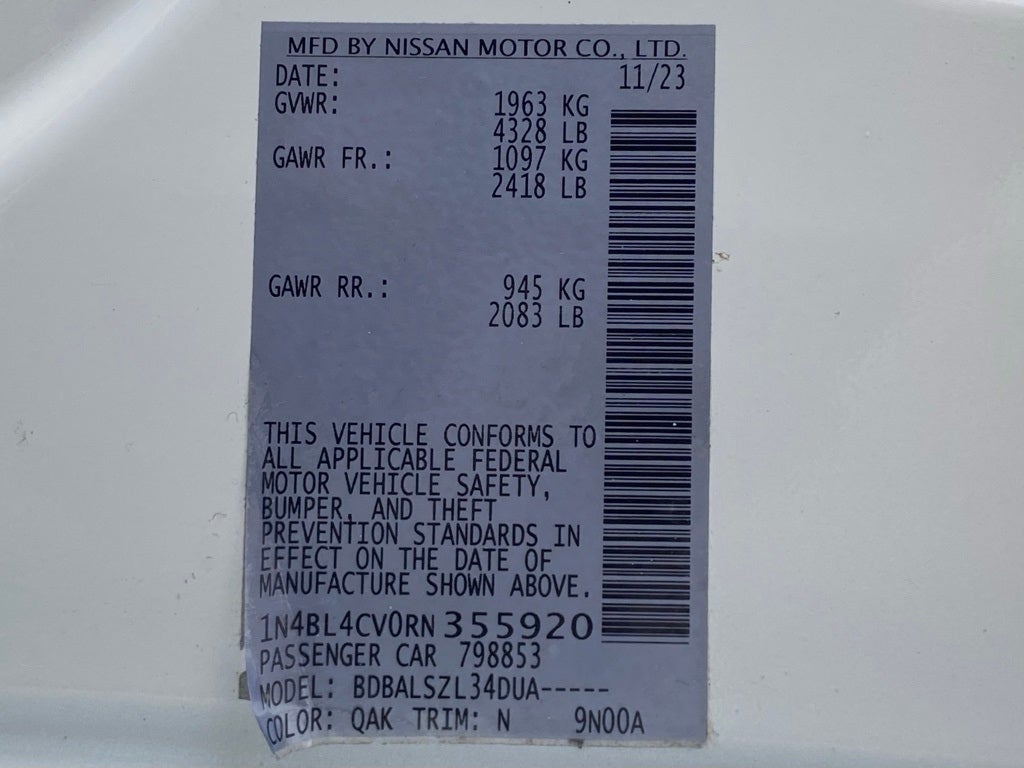 MFD BY NISSAN MOTOR CO., LTD.
DATE: 11/23
GVWR: 1963 KG
4328 LB
GAWR FR.: 1097 KG
2418 LB
GAWR RR.: 945 KG
2083 LB
THIS VEHICLE CONFORMS TO
ALL APPLICABLE FEDERAL
MOTOR VEHICLE SAFETY,
BUMPER, AND THEFT
PREVENTION STANDARDS IN
EFFECT ON THE DATE OF
MANUFACTURE SHOWN ABOVE.
1N4BL4CV0RN355920
PASSENGER CAR 798853
MODEL: BDBALSZL34DUA-----
COLOR: QAK TRIM: N 9N00A